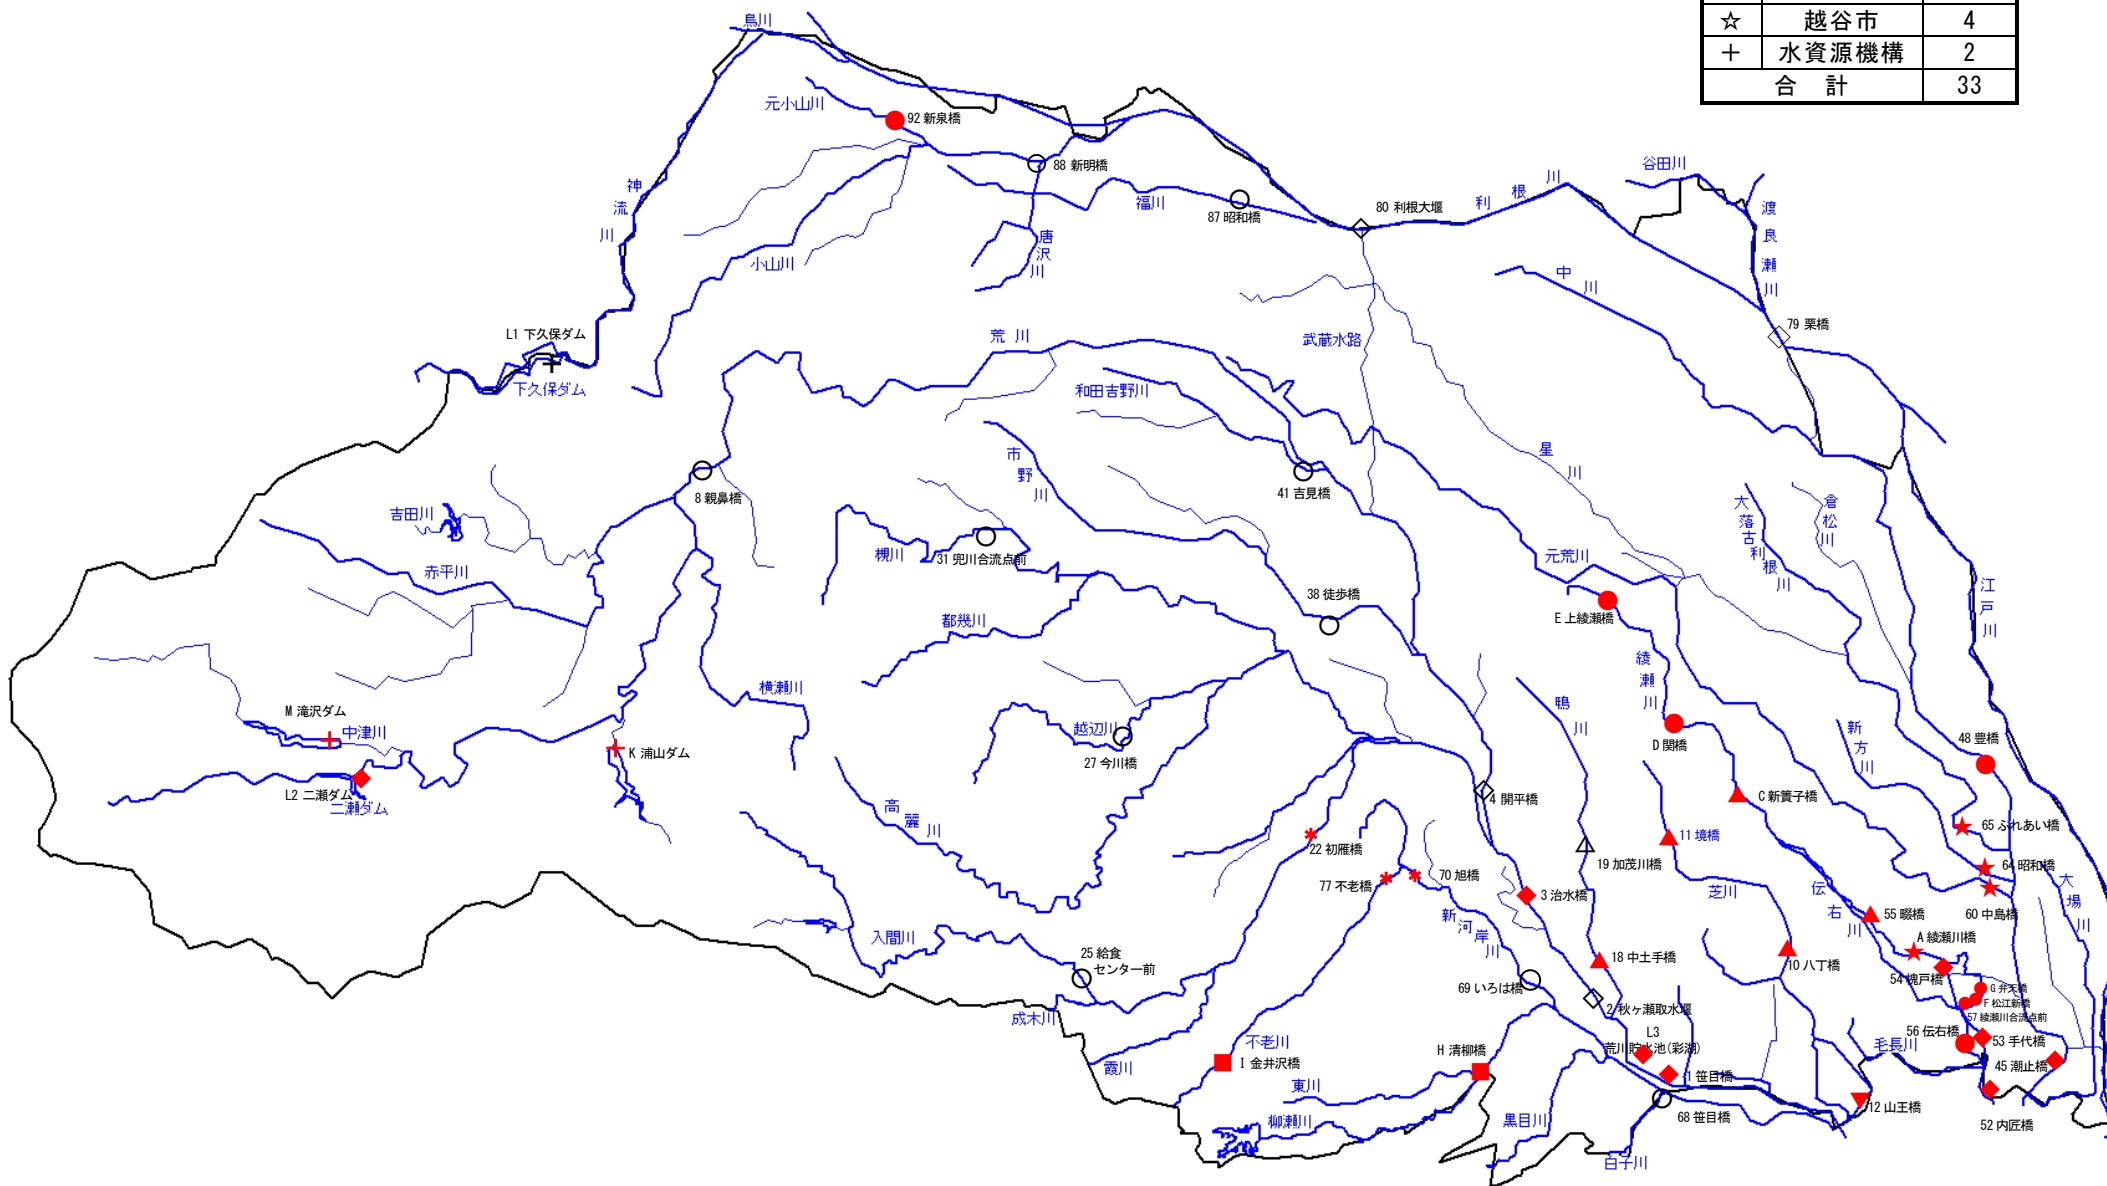 ☆ 越谷市 4
＋ 水資源機構 2
合 計 33
烏川
元小山川
92 新泉橋
88 新明橋
神流川
福川
87 昭和橋
80 利根大堰
利根川
谷田川
渡良瀬川
唐沢川
小山川
中川
79 栗橋
L1 下久保ダム
下久保ダム
荒川
武蔵水路
和田吉野川
市野川
星川
8 親鼻橋
41 吉見橋
吉田川
大落古利根川
倉松川
槻川
31 兜川合流点前
元荒川
赤平川
38 徒歩橋
E 上綾瀬橋
江戸川
都幾川
綾瀬川
横瀬川
M 滝沢ダム
中津川
越辺川
鴨川
D 関橋
新方川
48 豊橋
K 浦山ダム
27 今川橋
L2 二瀬ダム
二瀬ダム
4 開平橋
C 新簀子橋
高麗川
22 初雁橋
11 境橋
65 ふれあい橋
19 加茂川橋
64 昭和橋
77 不老橋
70 旭橋
3 治水橋
芝川
伝右川
大場川
60 中島橋
55 畷橋
新河岸川
入間川
A 綾瀬川橋
25 給食
センター前
18 中土手橋
10 八丁橋
54 槐戸橋
69 いろは橋
G 弁天橋
F 松江新橋
2 秋ヶ瀬取水堰
57 綾瀬川合流点前
成木川
56 伝右橋
L3
荒川貯水池(彩湖)
不老川
H 清柳橋
毛長川
53 手代橋
霞川
I 金井沢橋
45 潮止橋
東川
1 笹目橋
12 山王橋
柳瀬川
黒目川
68 笹目橋
52 内匠橋
白子川